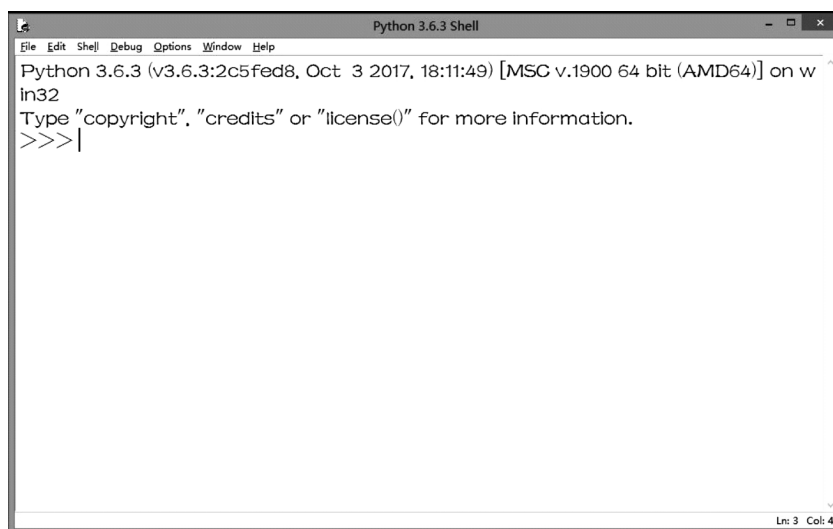 Python 3.6.3 Shell
File Edit Shell Debug Options Window Help
Python 3.6.3 (v3.6.3:2c5fed8, Oct 3 2017, 18:11:49) [MSC v.1900 64 bit (AMD64)] on w
in32
Type "copyright", "credits" or "license()" for more information.
>>>
Ln: 3 Col: 4